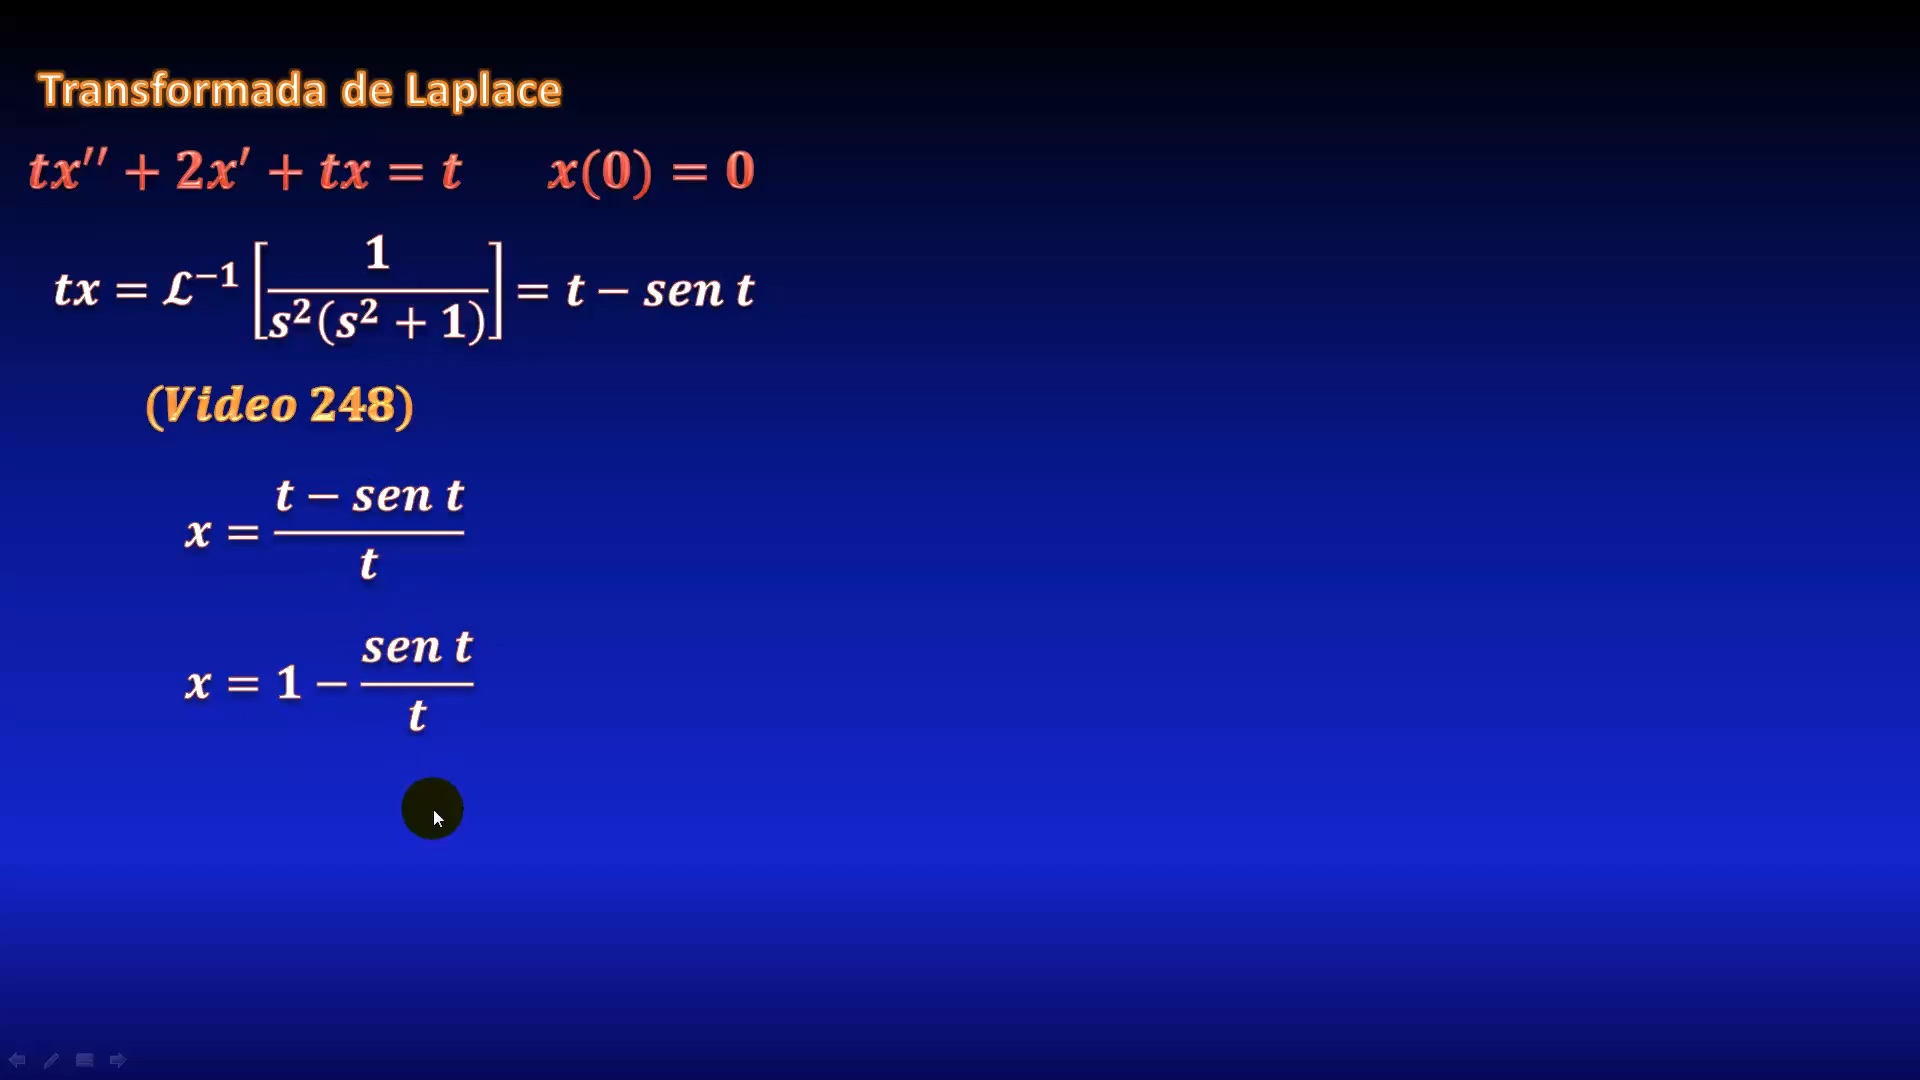 Transformada de Laplace
tx′′ + 2x′ + tx = t x(0) = 0
tx = ℒ⁻¹ [1 / s²(s² + 1)] = t − sen t
(Video 248)
x = (t − sen t) / t
x = 1 − sen t / t